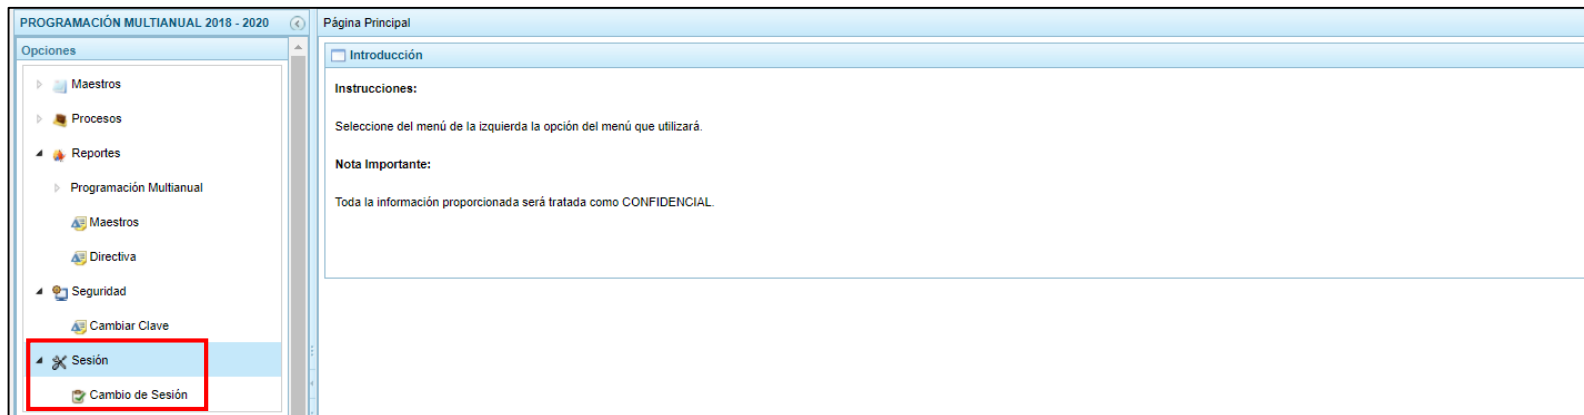 PROGRAMACIÓN MULTIANUAL 2018 - 2020
Opciones
Maestros
Procesos
Reportes
Programación Multianual
Maestros
Directiva
Seguridad
Cambiar Clave
Sesión
Cambio de Sesión
Página Principal
Introducción
Instrucciones:
Seleccione del menú de la izquierda la opción del menú que utilizará.
Nota Importante:
Toda la información proporcionada será tratada como CONFIDENCIAL.